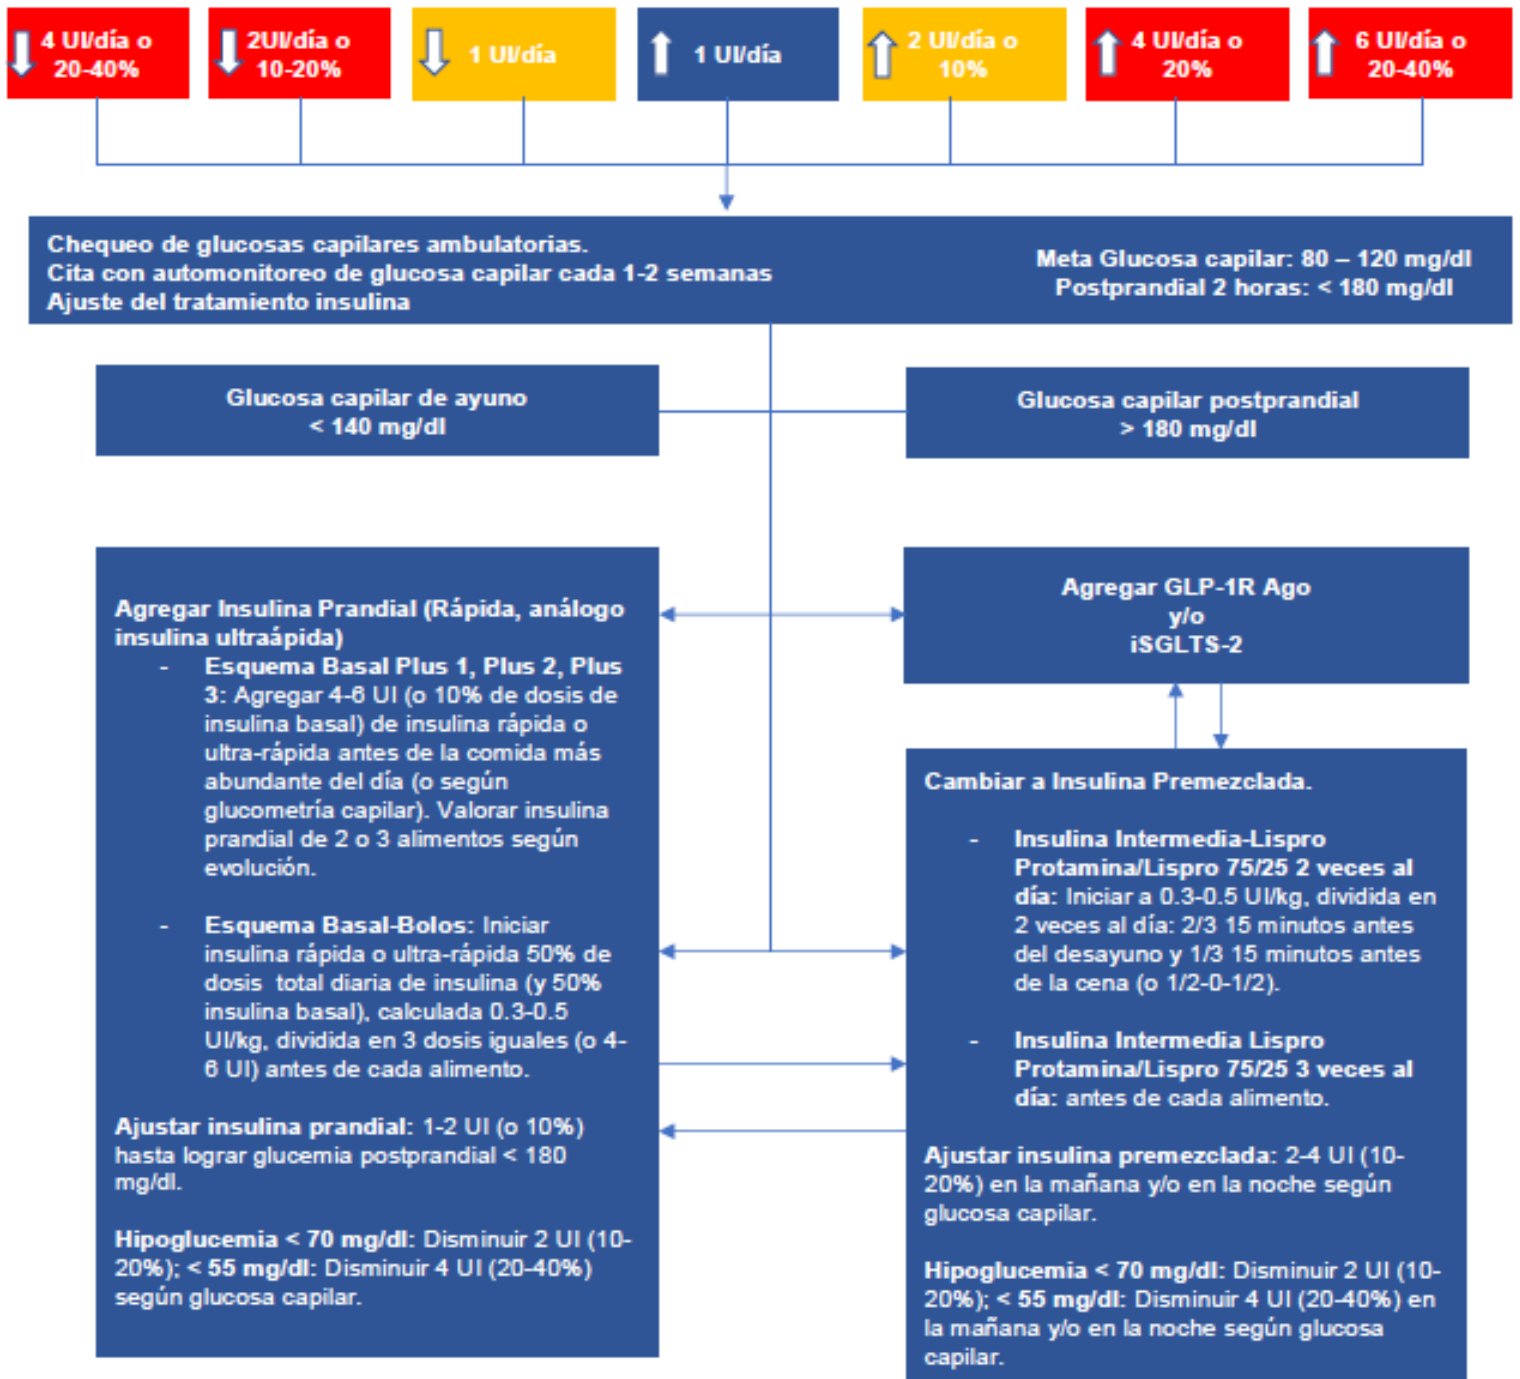 4 UI/día o
20-40%
2UI/día o
10-20%
1 UI/día
1 UI/día
2 UI/día o
10%
4 UI/día o
20%
6 UI/día o
20-40%
Chequeo de glucosas capilares ambulatorias.
Cita con automonitoreo de glucosa capilar cada 1-2 semanas
Ajuste del tratamiento insulina
Meta Glucosa capilar: 80 – 120 mg/dl
Postprandial 2 horas: < 180 mg/dl
Glucosa capilar de ayuno
< 140 mg/dl
Glucosa capilar postprandial
> 180 mg/dl
Agregar Insulina Prandial (Rápida, análogo
insulina ultraápida)
- Esquema Basal Plus 1, Plus 2, Plus
3: Agregar 4-6 UI (o 10% de dosis de
insulina basal) de insulina rápida o
ultra-rápida antes de la comida más
abundante del día (o según
glucometría capilar). Valorar insulina
prandial de 2 o 3 alimentos según
evolución.
- Esquema Basal-Bolos: Iniciar
insulina rápida o ultra-rápida 50% de
dosis total diaria de insulina (y 50%
insulina basal), calculada 0.3-0.5
UI/kg, dividida en 3 dosis iguales (o 4-
6 UI) antes de cada alimento.
Ajustar insulina prandial: 1-2 UI (o 10%)
hasta lograr glucemia postprandial < 180
mg/dl.
Hipoglucemia < 70 mg/dl: Disminuir 2 UI (10-
20%); < 55 mg/dl: Disminuir 4 UI (20-40%)
según glucosa capilar.
Agregar GLP-1R Ago
y/o
iSGLTS-2
Cambiar a Insulina Premezclada.
- Insulina Intermedia-Lispro
Protamina/Lispro 75/25 2 veces al
día: Iniciar a 0.3-0.5 UI/kg, dividida en
2 veces al día: 2/3 15 minutos antes
del desayuno y 1/3 15 minutos antes
de la cena (o 1/2-0-1/2).
- Insulina Intermedia Lispro
Protamina/Lispro 75/25 3 veces al
día: antes de cada alimento.
Ajustar insulina premezclada: 2-4 UI (10-
20%) en la mañana y/o en la noche según
glucosa capilar.
Hipoglucemia < 70 mg/dl: Disminuir 2 UI (10-
20%); < 55 mg/dl: Disminuir 4 UI (20-40%) en
la mañana y/o en la noche según glucosa
capilar.